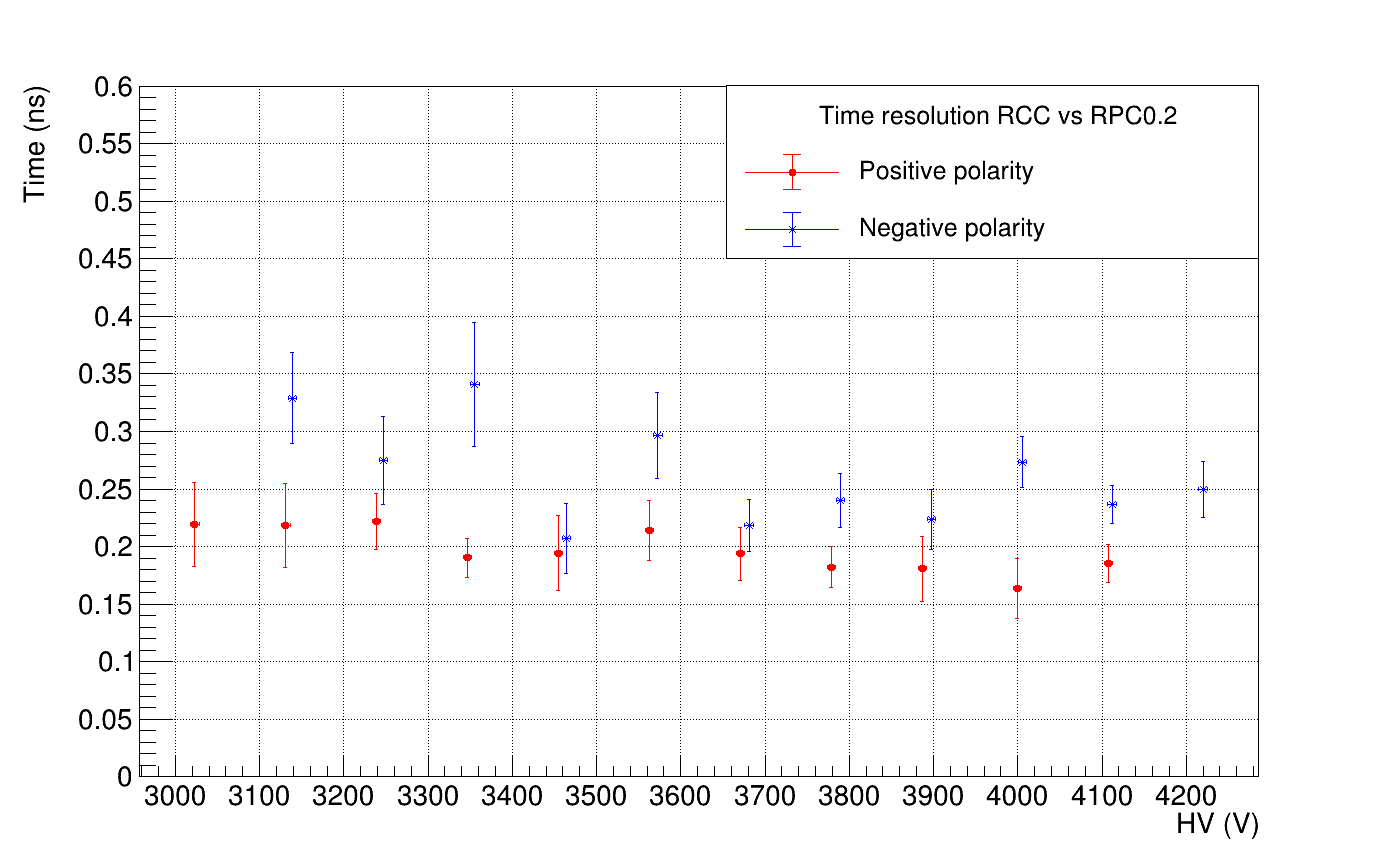 Time (ns)
0.6
0.55
0.5
0.45
0.4
0.35
0.3
0.25
0.2
0.15
0.1
0.05
0
Time resolution RCC vs RPC0.2
Positive polarity
Negative polarity
3000 3100 3200 3300 3400 3500 3600 3700 3800 3900 4000 4100 4200
HV (V)